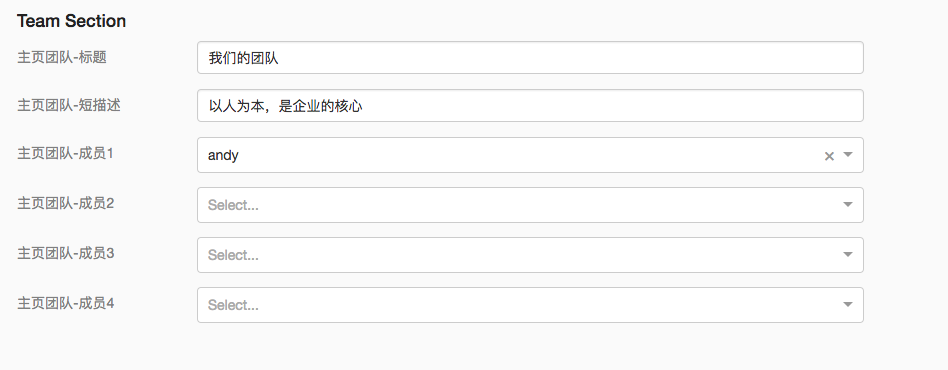 Team Section
主页团队-标题 我们的团队
主页团队-短描述 以人为本，是企业的核心
主页团队-成员1 andy
主页团队-成员2 Select...
主页团队-成员3 Select...
主页团队-成员4 Select...